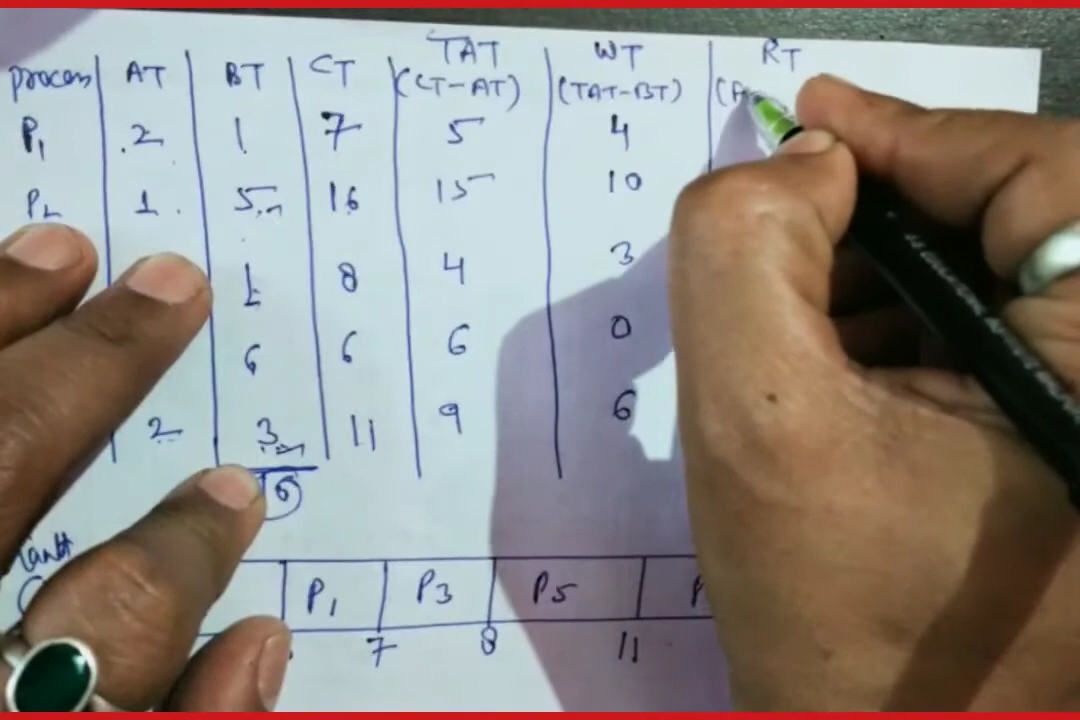 process AT BT CT TAT WT RT
(CT-AT) (TAT-BT)
P1 2 1 7 5 4
P2 1 5 16 15 10
1 8 4 3
6 6 6 0
2 3 11 9 6
16
P1 P3 P5
7 8 11